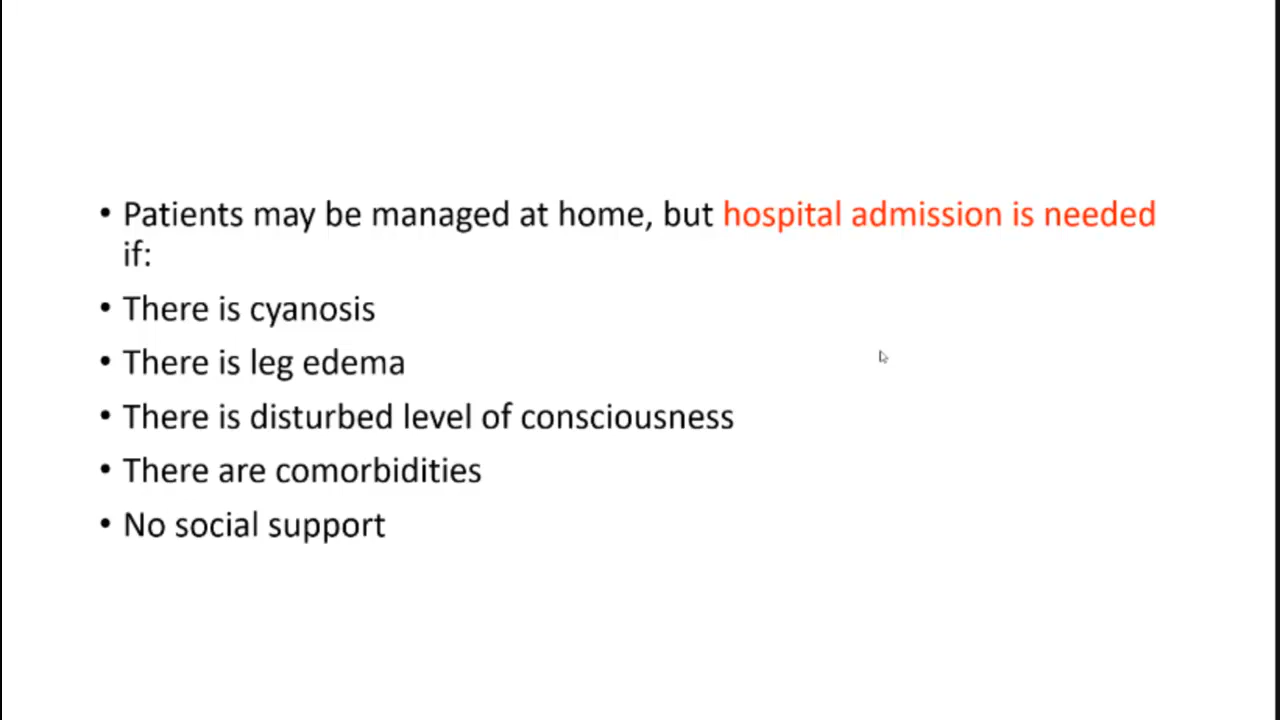 • Patients may be managed at home, but hospital admission is needed
if:
• There is cyanosis
• There is leg edema
• There is disturbed level of consciousness
• There are comorbidities
• No social support